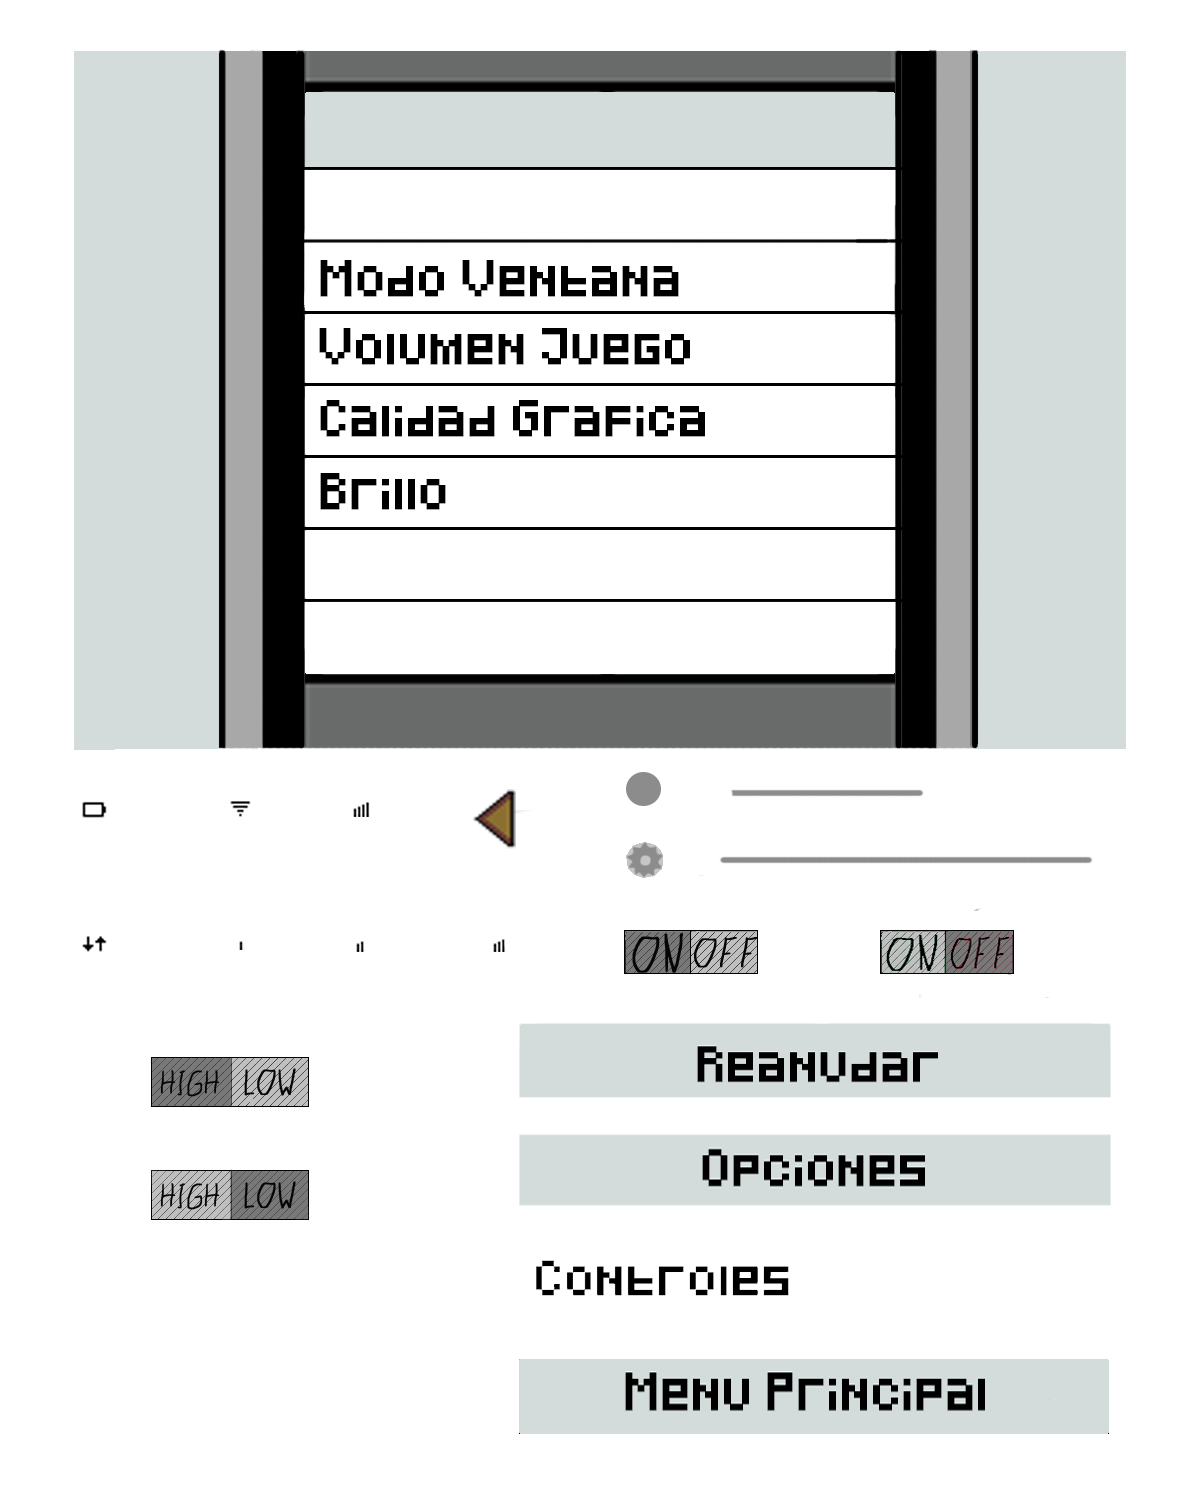 Modo Ventana
Volumen Juego
Calidad Grafica
Brillo
ON OFF
ON OFF
Reanudar
HIGH LOW
Opciones
HIGH LOW
Controles
Menu Principal